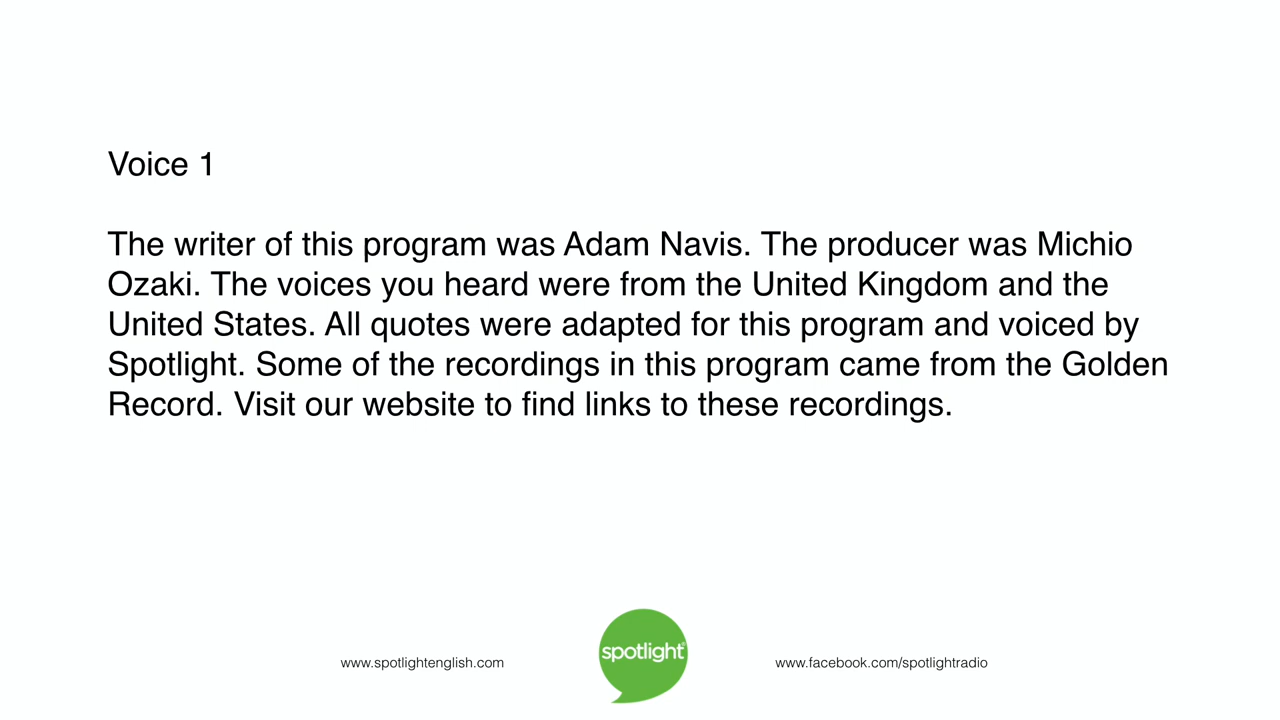 Voice 1
The writer of this program was Adam Navis. The producer was Michio
Ozaki. The voices you heard were from the United Kingdom and the
United States. All quotes were adapted for this program and voiced by
Spotlight. Some of the recordings in this program came from the Golden
Record. Visit our website to find links to these recordings.
www.spotlightenglish.com
spotlight
www.facebook.com/spotlightradio